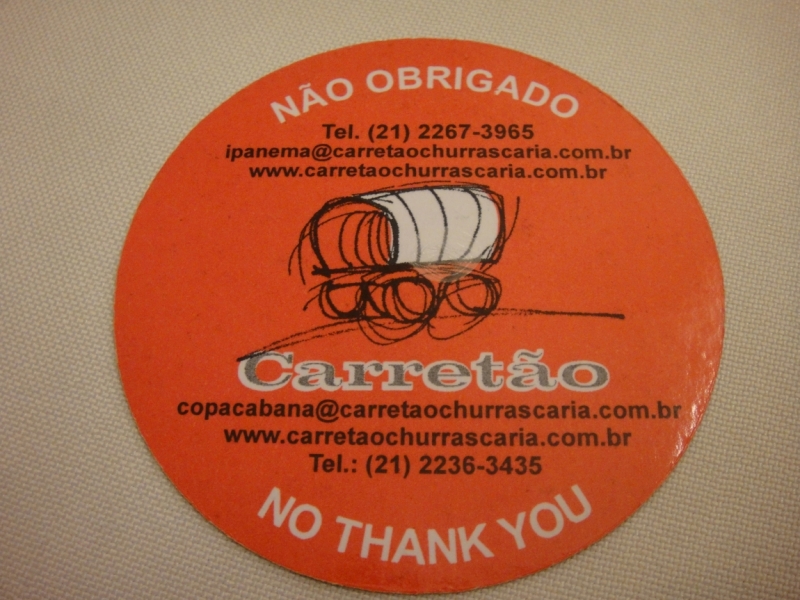 NÃO OBRIGADO
Tel. (21) 2267-3965
ipanema@carretaochurrascaria.com.br
www.carretaochurrascaria.com.br
Carretão
copacabana@carretaochurrascaria.com.br
www.carretaochurrascaria.com.br
Tel.: (21) 2236-3435
NO THANK YOU